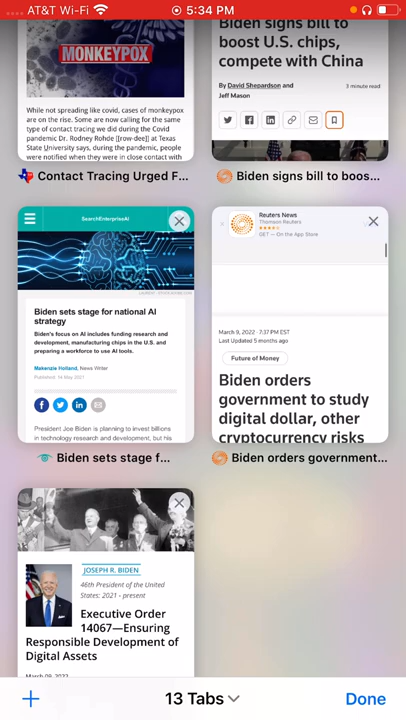 AT&T Wi-Fi 5:34 PM
MONKEYPOX
While not spreading like covid, cases of monkeypox
are on the rise. Some are now calling for the same
type of contact tracing we did during the Covid
pandemic Dr. Rodney Rohde [(row-dee] at Texas
State University says, during the pandemic, people
were notified when they were in close contact with
Contact Tracing Urged F...
Biden signs bill to
boost U.S. chips,
compete with China
By David Shepardson and
Jeff Mason
3 minute read
Biden signs bill to boos...
SearchEnterpriseAI
Biden sets stage for national AI
strategy
Biden's focus on AI includes funding research and
development, manufacturing chips in the U.S. and
preparing a workforce to use AI tools.
Makenzie Holland, News Writer
Published: 14 May 2021
President Joe Biden is planning to invest billions
in technology research and development, but his
Biden sets stage f...
Reuters News
Thomson Reuters
GET — On the App Store
March 9, 2022 · 7:37 PM EST
Last Updated 5 months ago
Future of Money
Biden orders
government to study
digital dollar, other
cryptocurrency risks
Biden orders government...
JOSEPH R. BIDEN
46th President of the United
States: 2021 - present
Executive Order
14067—Ensuring
Responsible Development of
Digital Assets
March 09, 2022
13 Tabs
Done